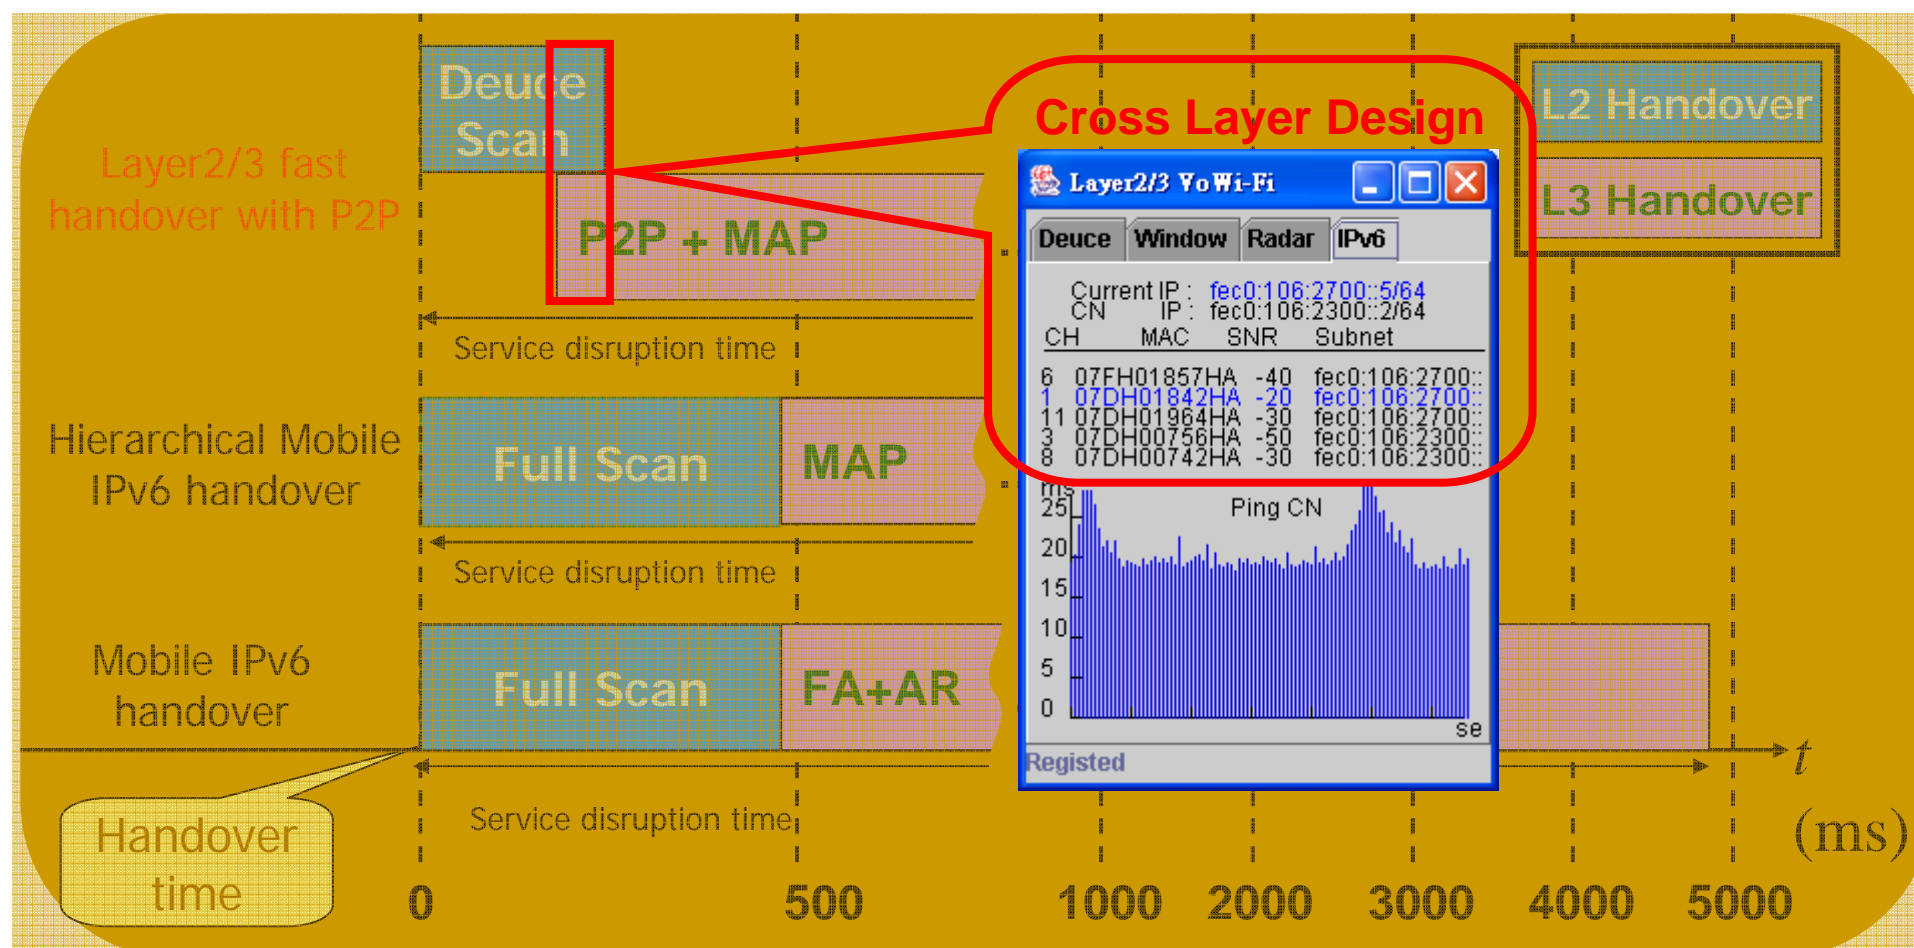 Deuce
Scan
Layer2/3 fast
handover with P2P
P2P + MAP
Service disruption time
Cross Layer Design
L2 Handover
L3 Handover
Layer2/3 VoWi-Fi
Deuce Window Radar IPv6
Current IP : fec0:106:2700::5/64
CN IP : fec0:106:2300::2/64
CH MAC SNR Subnet
6 07FH01857HA -40 fec0:106:2700::
1 07DH01842HA -20 fec0:106:2700::
11 07DH01964HA -30 fec0:106:2700::
3 07DH00756HA -50 fec0:106:2300::
8 07DH00742HA -30 fec0:106:2300::
ms
25
Ping CN
20
15
10
5
0
se
Registed
Hierarchical Mobile
IPv6 handover
Full Scan
MAP
Service disruption time
Mobile IPv6
handover
Full Scan
FA+AR
t
Service disruption time
(ms)
Handover
time
0 500 1000 2000 3000 4000 5000